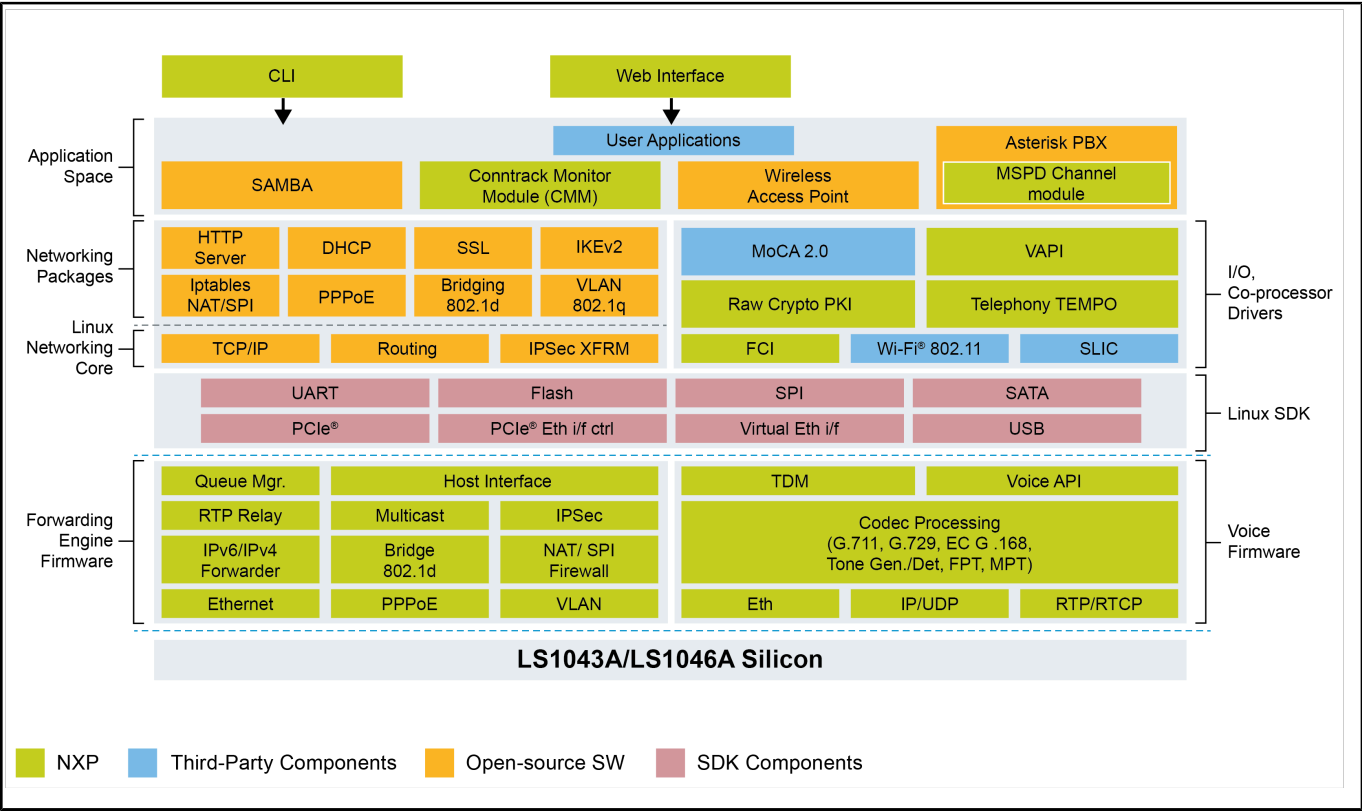 CLI
Web Interface
Application
Space
User Applications
SAMBA
Conntrack Monitor
Module (CMM)
Wireless
Access Point
Asterisk PBX
MSPD Channel
module
Networking
Packages
HTTP
Server
DHCP
SSL
IKEv2
Iptables
NAT/SPI
PPPoE
Bridging
802.1d
VLAN
802.1q
Linux
Networking
Core
TCP/IP
Routing
IPSec XFRM
MoCA 2.0
VAPI
Raw Crypto PKI
Telephony TEMPO
FCI
Wi-Fi® 802.11
SLIC
I/O,
Co-processor
Drivers
UART
Flash
SPI
SATA
PCIe®
PCIe® Eth i/f ctrl
Virtual Eth i/f
USB
Linux SDK
Forwarding
Engine
Firmware
Queue Mgr.
Host Interface
RTP Relay
Multicast
IPSec
IPv6/IPv4
Forwarder
Bridge
802.1d
NAT/ SPI
Firewall
Ethernet
PPPoE
VLAN
TDM
Voice API
Codec Processing
(G.711, G.729, EC G .168,
Tone Gen./Det, FPT, MPT)
Eth
IP/UDP
RTP/RTCP
Voice
Firmware
LS1043A/LS1046A Silicon
NXP
Third-Party Components
Open-source SW
SDK Components